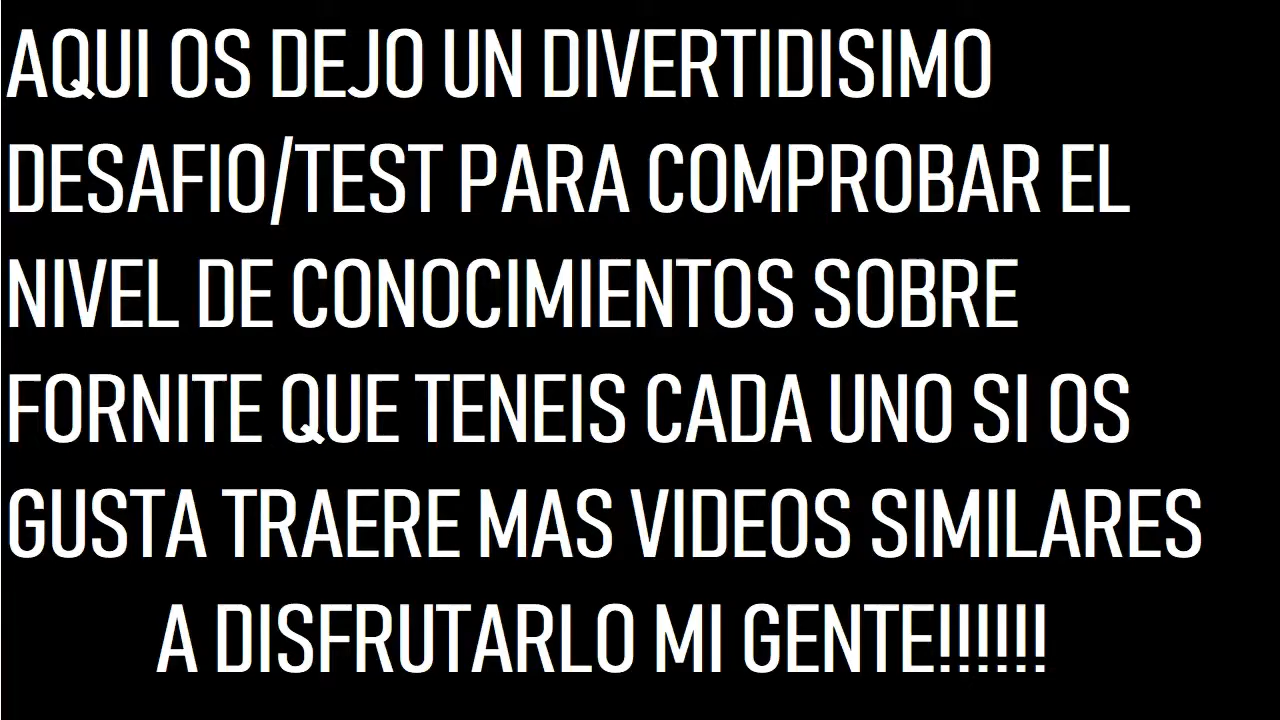 AQUI OS DEJO UN DIVERTIDISIMO
DESAFIO/TEST PARA COMPROBAR EL
NIVEL DE CONOCIMIENTOS SOBRE
FORNITE QUE TENEIS CADA UNO SI OS
GUSTA TRAERE MAS VIDEOS SIMILARES
A DISFRUTARLO MI GENTE!!!!!!